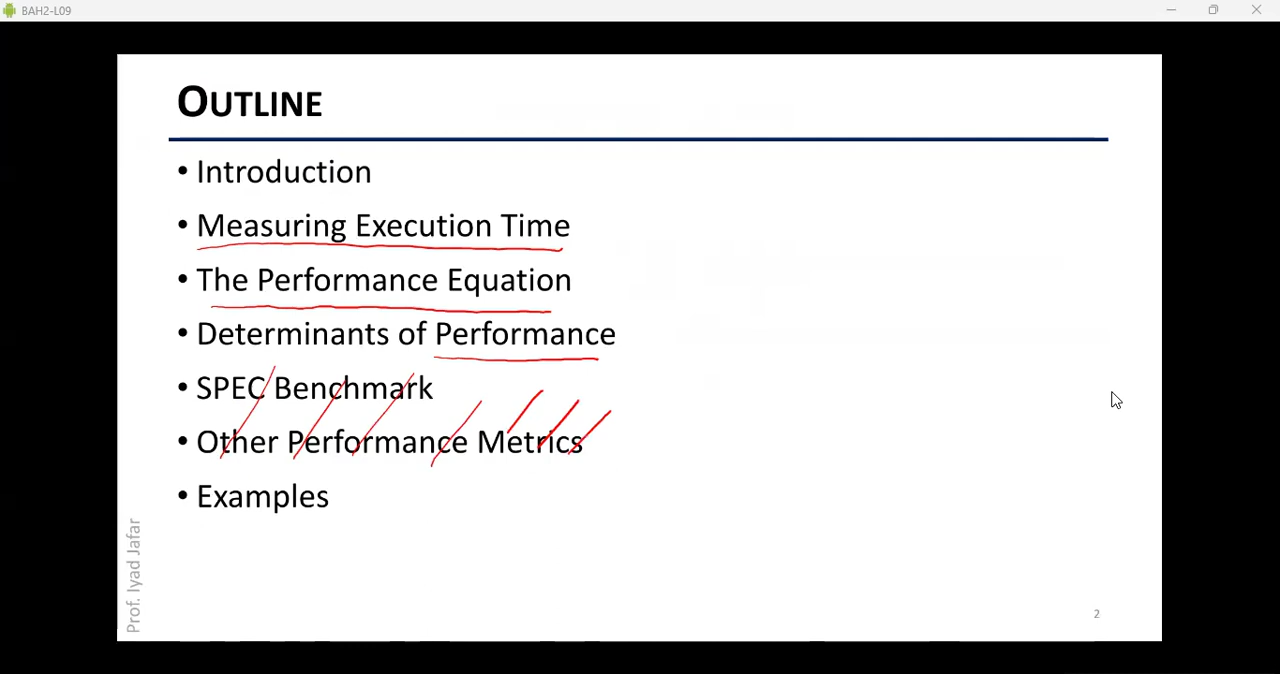 BAH2-L09
OUTLINE
• Introduction
• Measuring Execution Time
• The Performance Equation
• Determinants of Performance
• SPEC Benchmark
• Other Performance Metrics
• Examples
Prof. Iyad Jafar
2